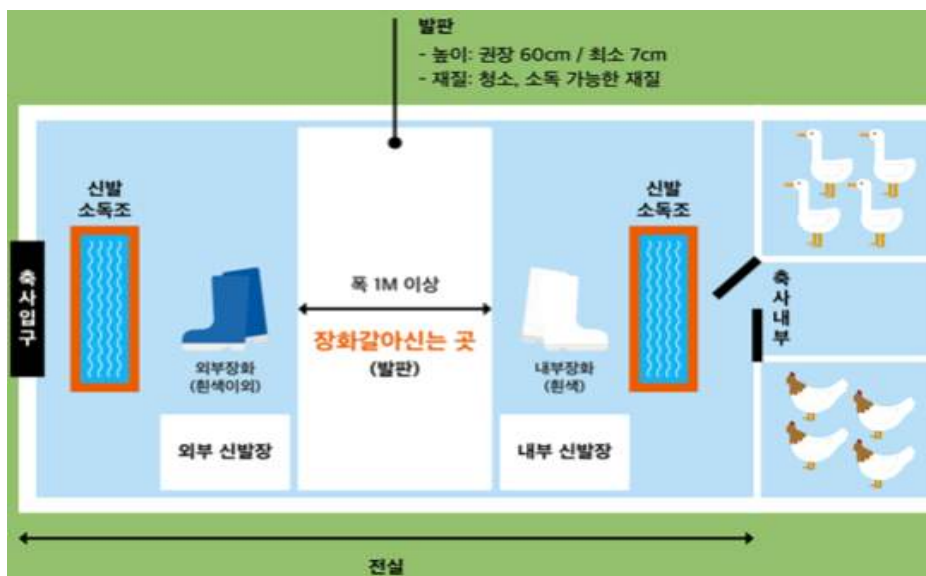 발판
- 높이: 권장 60cm / 최소 7cm
- 재질: 청소, 소독 가능한 재질
신발
소독조
신발
소독조
축사입구
폭 1M 이상
장화갈아신는 곳
(발판)
외부장화
(흰색이외)
내부장화
(흰색)
축사내부
외부 신발장
내부 신발장
전실